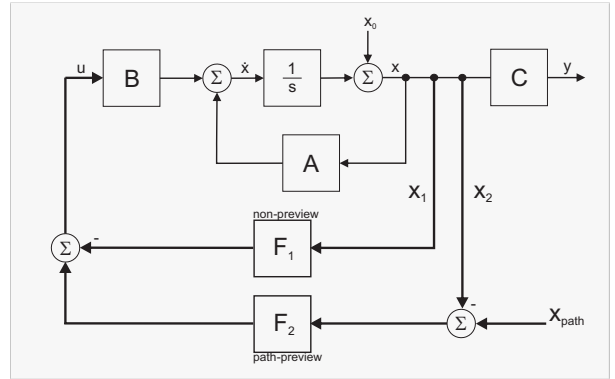 x₀
u
B
Σ
ẋ
1
s
Σ
x
C
y
A
X₁
X₂
non-preview
Σ
-
F₁
-
F₂
Σ
X_path
path-preview